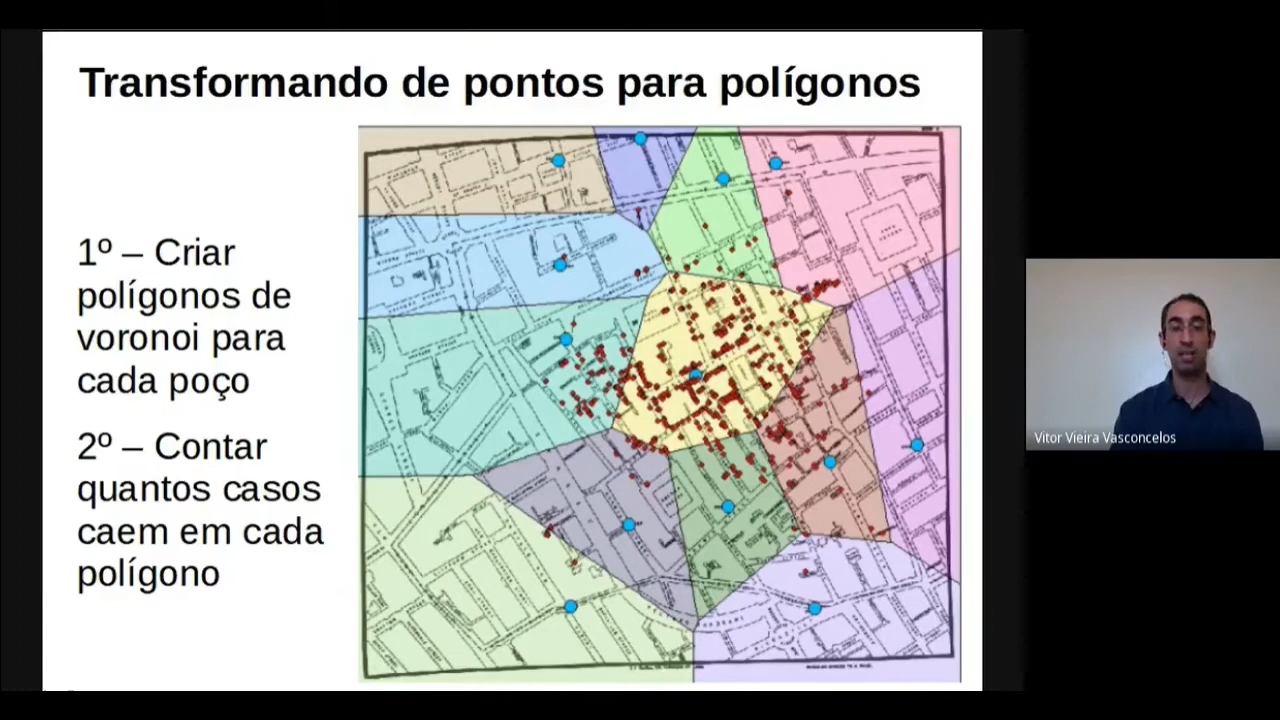 Transformando de pontos para polígonos
1º – Criar
polígonos de
voronoi para
cada poço
2º – Contar
quantos casos
caem em cada
polígono
Vitor Vieira Vasconcelos